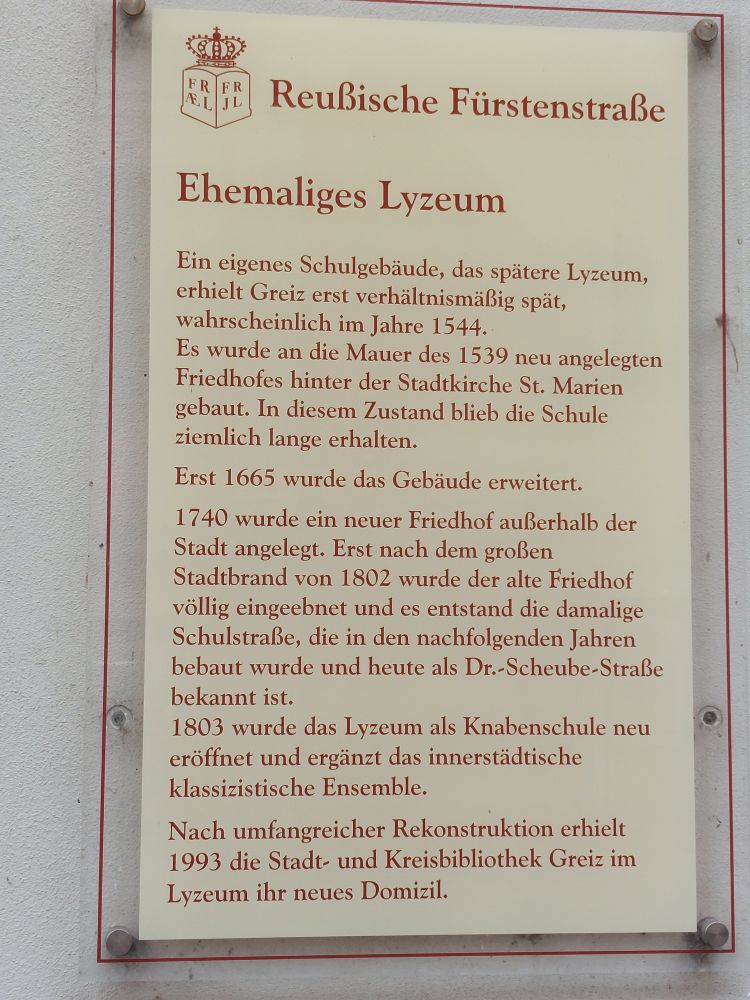 FR FR
ÆL JL
Reußische Fürstenstraße
Ehemaliges Lyzeum
Ein eigenes Schulgebäude, das spätere Lyzeum,
erhielt Greiz erst verhältnismäßig spät,
wahrscheinlich im Jahre 1544.
Es wurde an die Mauer des 1539 neu angelegten
Friedhofes hinter der Stadtkirche St. Marien
gebaut. In diesem Zustand blieb die Schule
ziemlich lange erhalten.
Erst 1665 wurde das Gebäude erweitert.
1740 wurde ein neuer Friedhof außerhalb der
Stadt angelegt. Erst nach dem großen
Stadtbrand von 1802 wurde der alte Friedhof
völlig eingeebnet und es entstand die damalige
Schulstraße, die in den nachfolgenden Jahren
bebaut wurde und heute als Dr.-Scheube-Straße
bekannt ist.
1803 wurde das Lyzeum als Knabenschule neu
eröffnet und ergänzt das innerstädtische
klassizistische Ensemble.
Nach umfangreicher Rekonstruktion erhielt
1993 die Stadt- und Kreisbibliothek Greiz im
Lyzeum ihr neues Domizil.